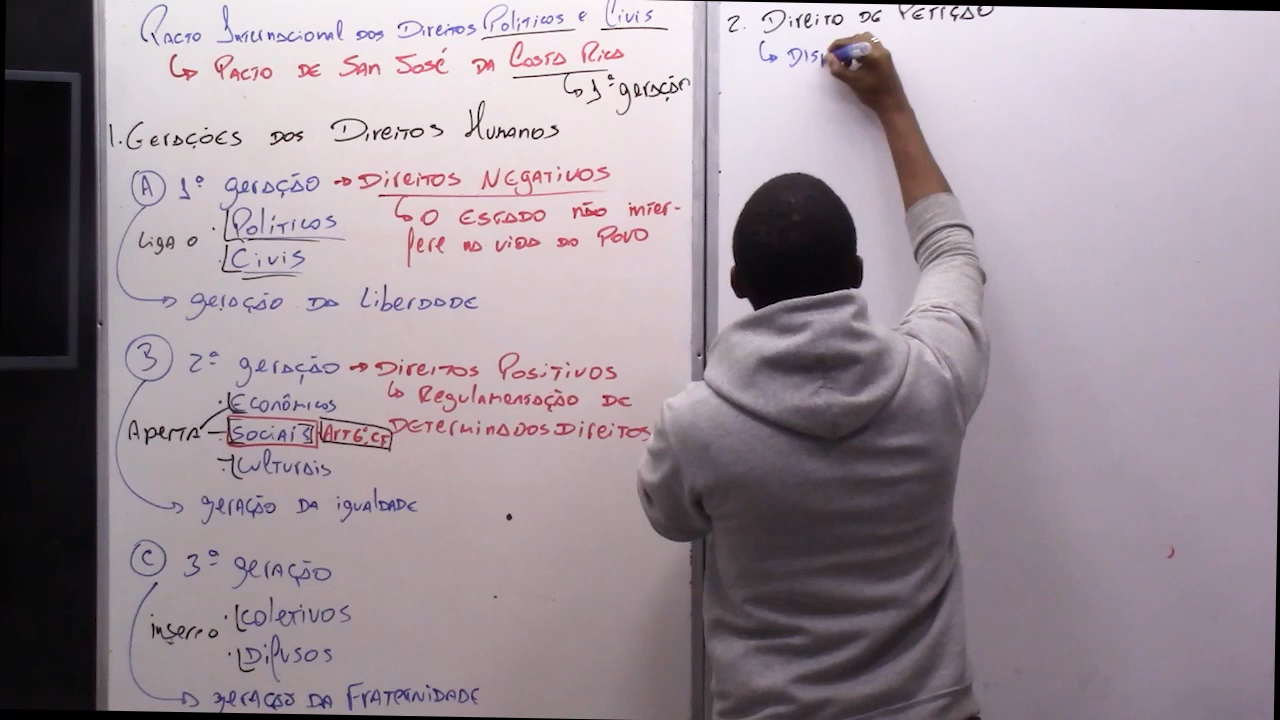 Pacto Internacional dos Direitos Políticos e Civis
↳ Pacto de San José da Costa Rica
↳ 1ª geração
1. Gerações dos Direitos Humanos
A 1ª geração → Direitos Negativos
Liga o · Políticos
· Civis
↳ O Estado não inter-
fere na vida do povo
→ geração da Liberdade
B 2ª geração → Direitos Positivos
· Econômicos
Aperta - Sociais Art 6º, CF
- Culturais
↳ Regulamentação de
determinados direitos
→ geração da igualdade
C 3ª geração
insero · Coletivos
· Difusos
→ geração da Fraternidade
2. Direito de Petição
↳ Dis